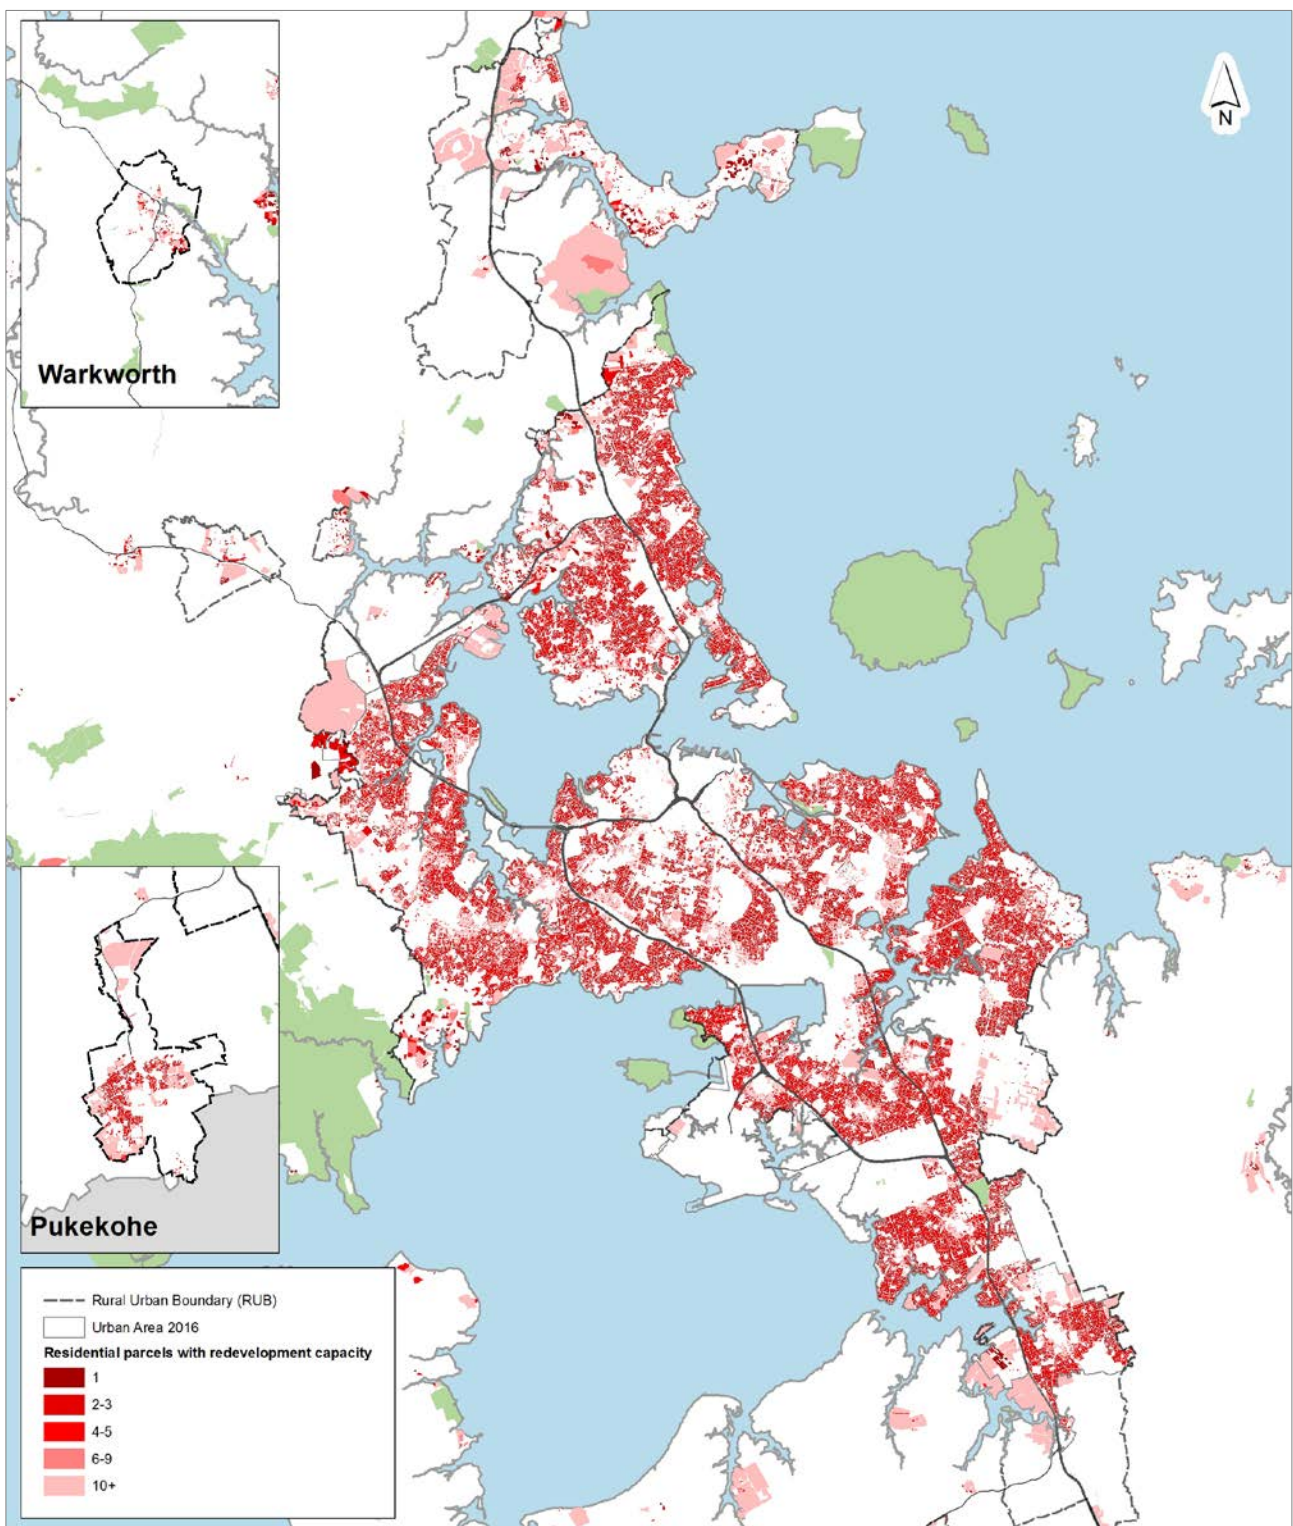 N
Warkworth
Pukekohe
Rural Urban Boundary (RUB)
Urban Area 2016
Residential parcels with redevelopment capacity
1
2-3
4-5
6-9
10+